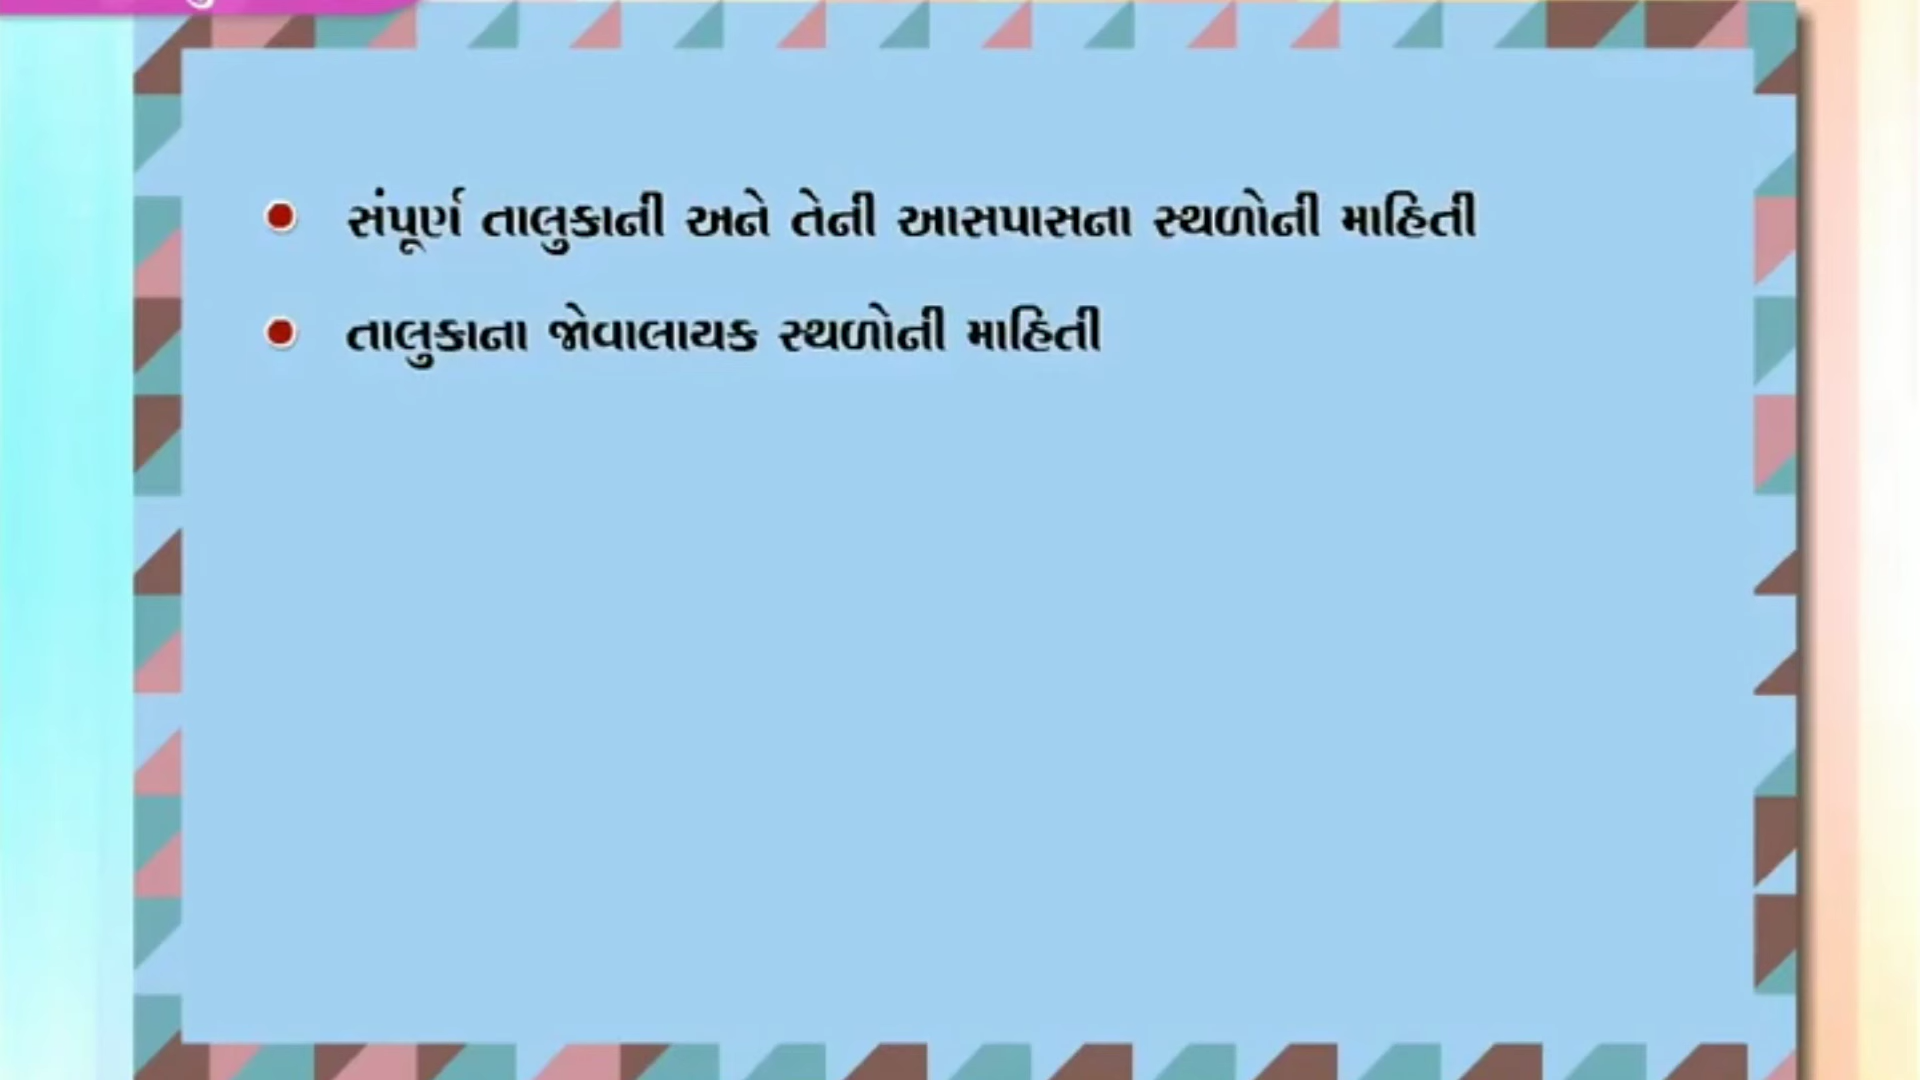 સંપૂર્ણ તાલુકાની અને તેની આસપાસના સ્થળોની માહિતી
તાલુકાના જોવાલાયક સ્થળોની માહિતી